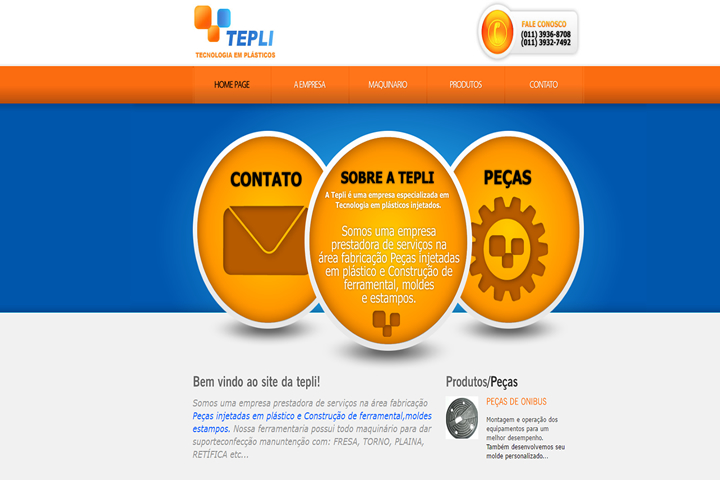 TEPLI
TECNOLOGIA EM PLÁSTICOS
FALE CONOSCO
(011) 3936-8708
(011) 3932-7492
HOME PAGE
A EMPRESA
MAQUINARIO
PRODUTOS
CONTATO
CONTATO
SOBRE A TEPLI
A Tepli é uma empresa especializada em
Tecnologia em plásticos injetados.
Somos uma empresa
prestadora de serviços na
área fabricação Peças injetadas
em plástico e Construção de
ferramental, moldes
e estampos.
PEÇAS
Bem vindo ao site da tepli!
Somos uma empresa prestadora de serviços na área fabricação
Peças injetadas em plástico e Construção de ferramental,moldes
estampos. Nossa ferramentaria possui todo maquinário para dar
suporteconfecção manuntenção com: FRESA, TORNO, PLAINA,
RETÍFICA etc...
Produtos/Peças
PEÇAS DE ONIBUS
Montagem e operação dos
equipamentos para um
melhor desempenho.
Também desenvolvemos seu
molde personalizado...